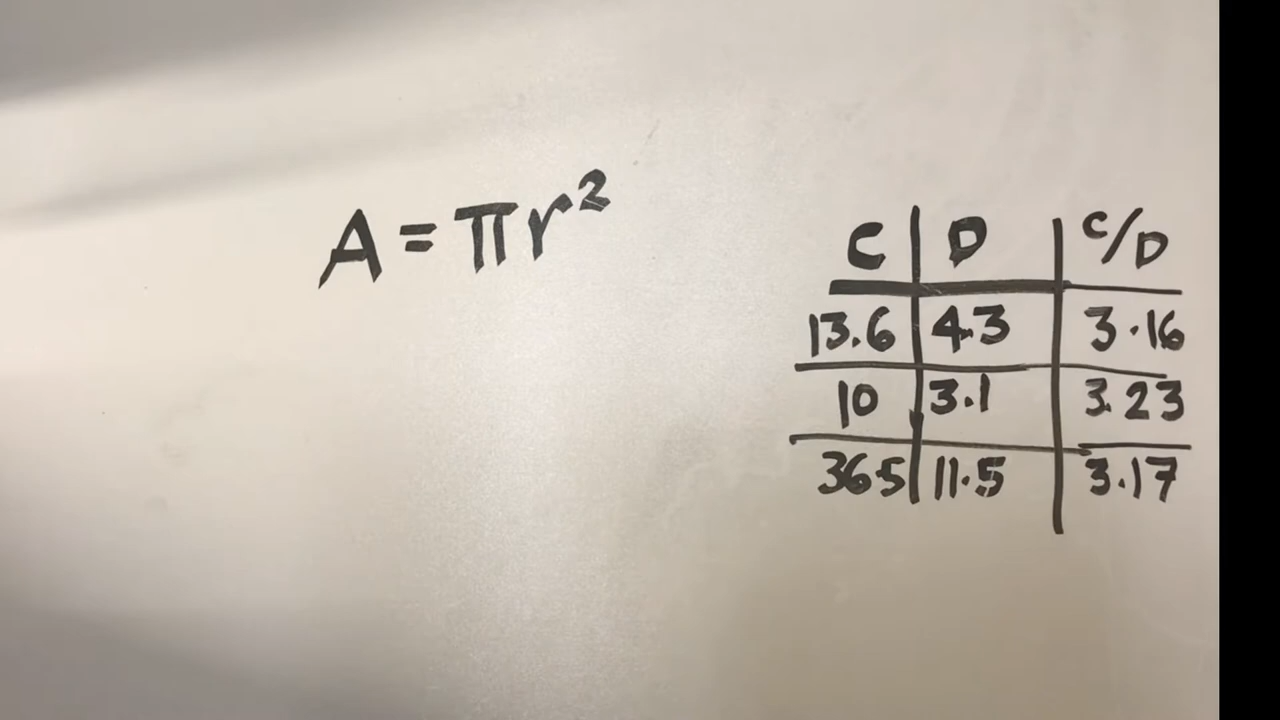 A = πr²
C D C/D
13.6 4.3 3.16
10 3.1 3.23
36.5 11.5 3.17